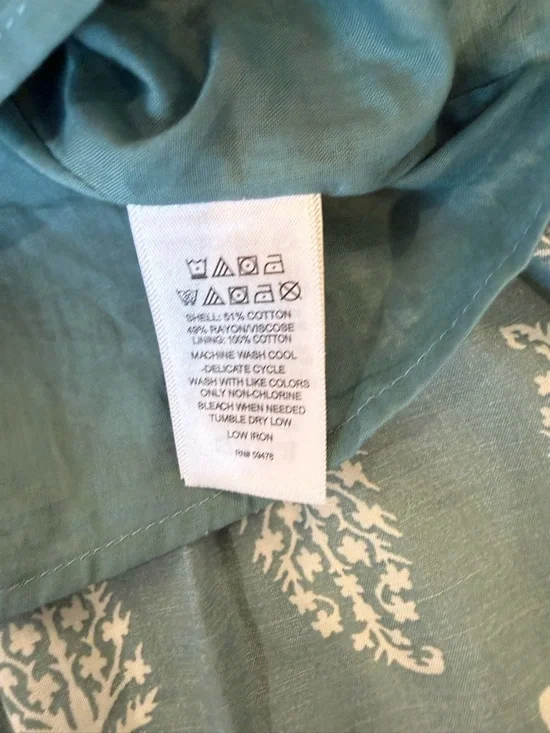 SHELL: 51% COTTON
49% RAYON/VISCOSE
LINING: 100% COTTON
MACHINE WASH COOL
-DELICATE CYCLE
WASH WITH LIKE COLORS
ONLY NON-CHLORINE
BLEACH WHEN NEEDED
TUMBLE DRY LOW
LOW IRON
RN# 59478